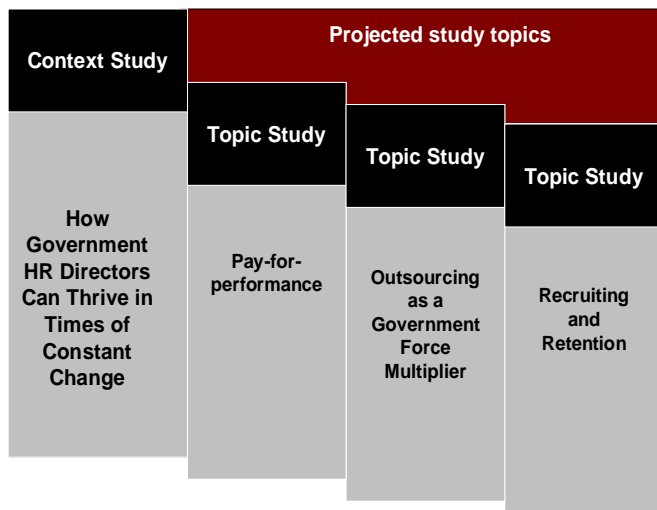 Context Study
How
Government
HR Directors
Can Thrive in
Times of
Constant
Change
Projected study topics
Topic Study
Pay-for-
performance
Topic Study
Outsourcing
as a
Government
Force
Multiplier
Topic Study
Recruiting
and
Retention